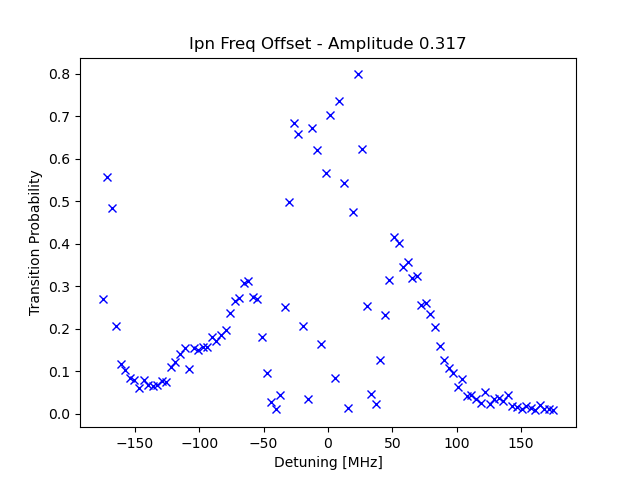 Ipn Freq Offset - Amplitude 0.317
Transition Probability
0.8
0.7
0.6
0.5
0.4
0.3
0.2
0.1
0.0
−150 −100 −50 0 50 100 150
Detuning [MHz]